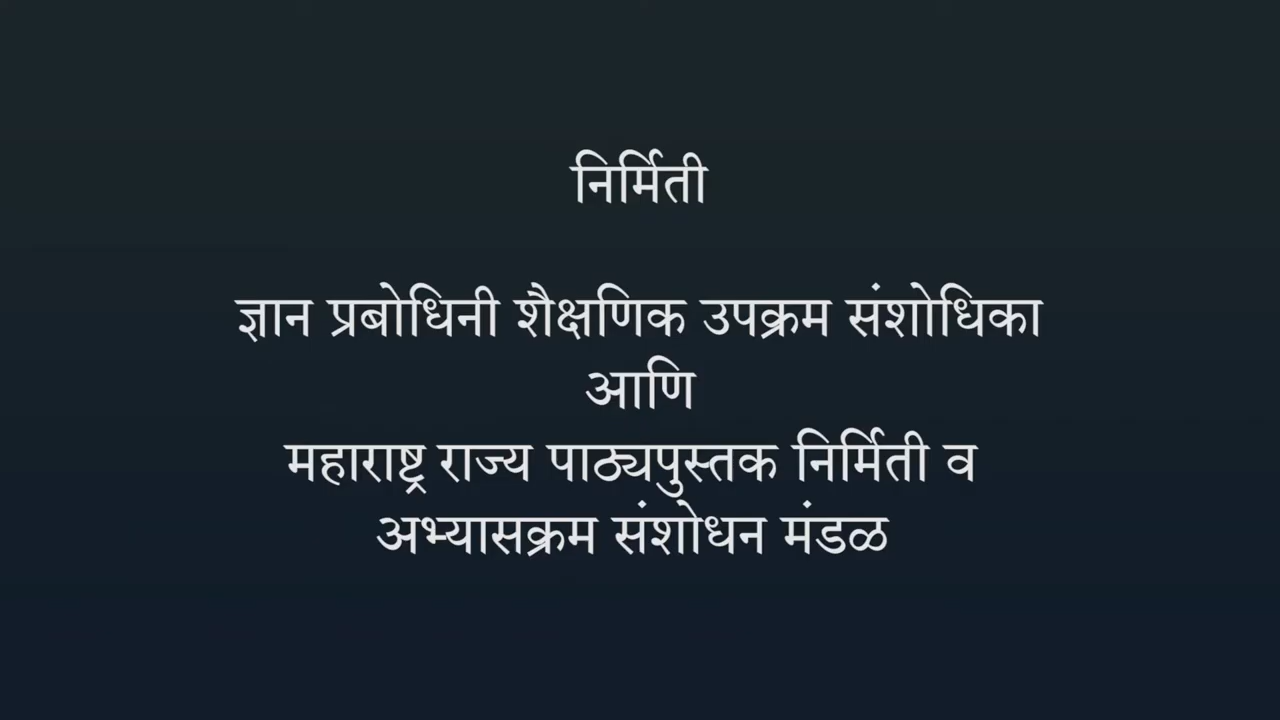 निर्मिती
ज्ञान प्रबोधिनी शैक्षणिक उपक्रम संशोधिका
आणि
महाराष्ट्र राज्य पाठ्यपुस्तक निर्मिती व
अभ्यासक्रम संशोधन मंडळ